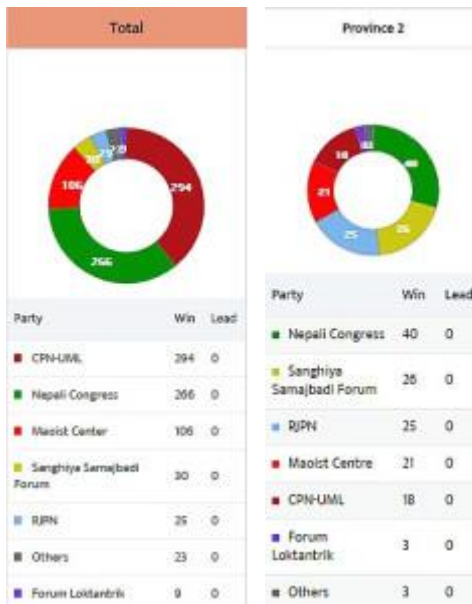 Total
294
266
106
30
Party Win Lead
CPN-UML 294 0
Nepali Congress 266 0
Maoist Center 106 0
Sanghiya Samajbadi
Forum 30 0
RJPN 25 0
Others 23 0
Forum Loktantrik 9 0
Province 2
40
26
25
21
18
Party Win Lead
Nepali Congress 40 0
Sanghiya
Samajbadi Forum 26 0
RJPN 25 0
Maoist Centre 21 0
CPN-UML 18 0
Forum
Loktantrik 3 0
Others 3 0